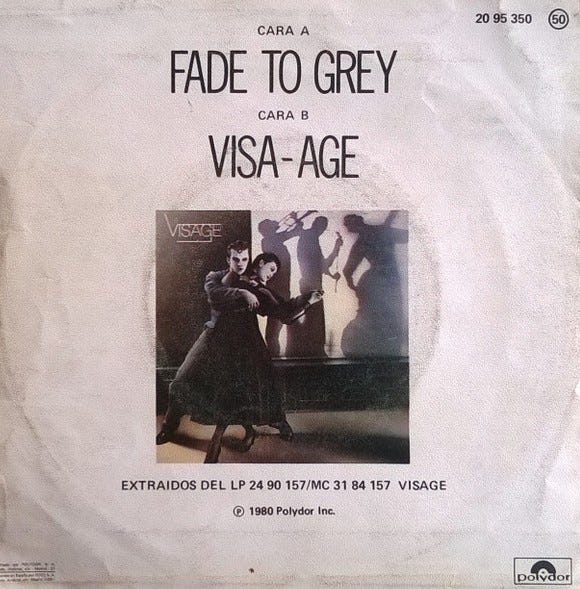 CARA A
20 95 350 50
FADE TO GREY
CARA B
VISA-AGE
VISAGE
EXTRAIDOS DEL LP 24 90 157/MC 31 84 157 VISAGE
℗ 1980 Polydor Inc.
polydor